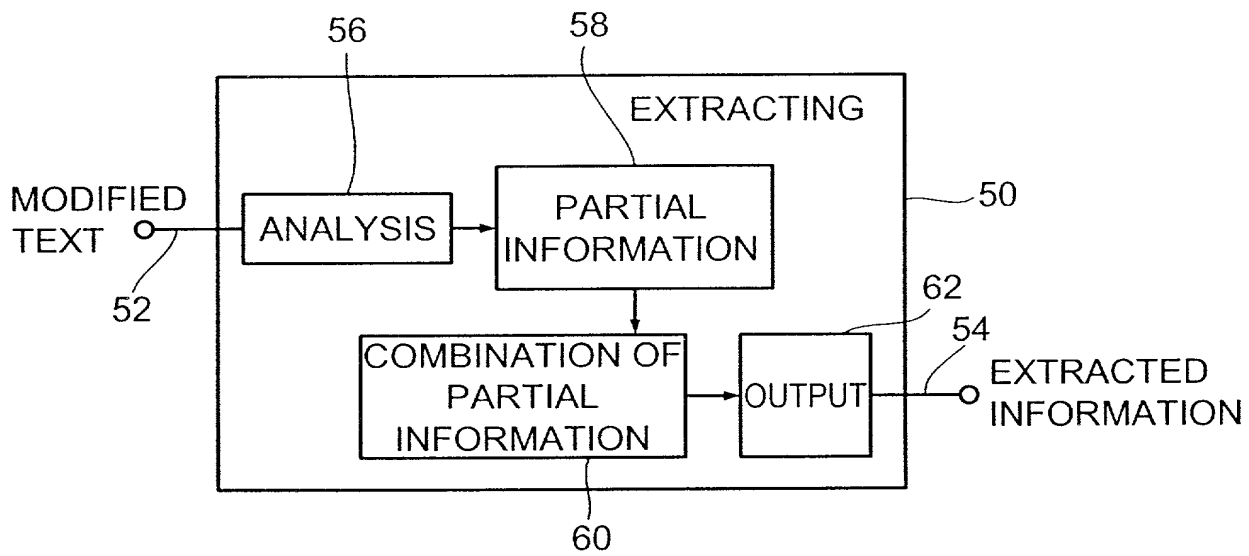 56
58
EXTRACTING
MODIFIED
TEXT
52
ANALYSIS
PARTIAL
INFORMATION
50
COMBINATION OF
PARTIAL
INFORMATION
60
62
OUTPUT
54
EXTRACTED
INFORMATION